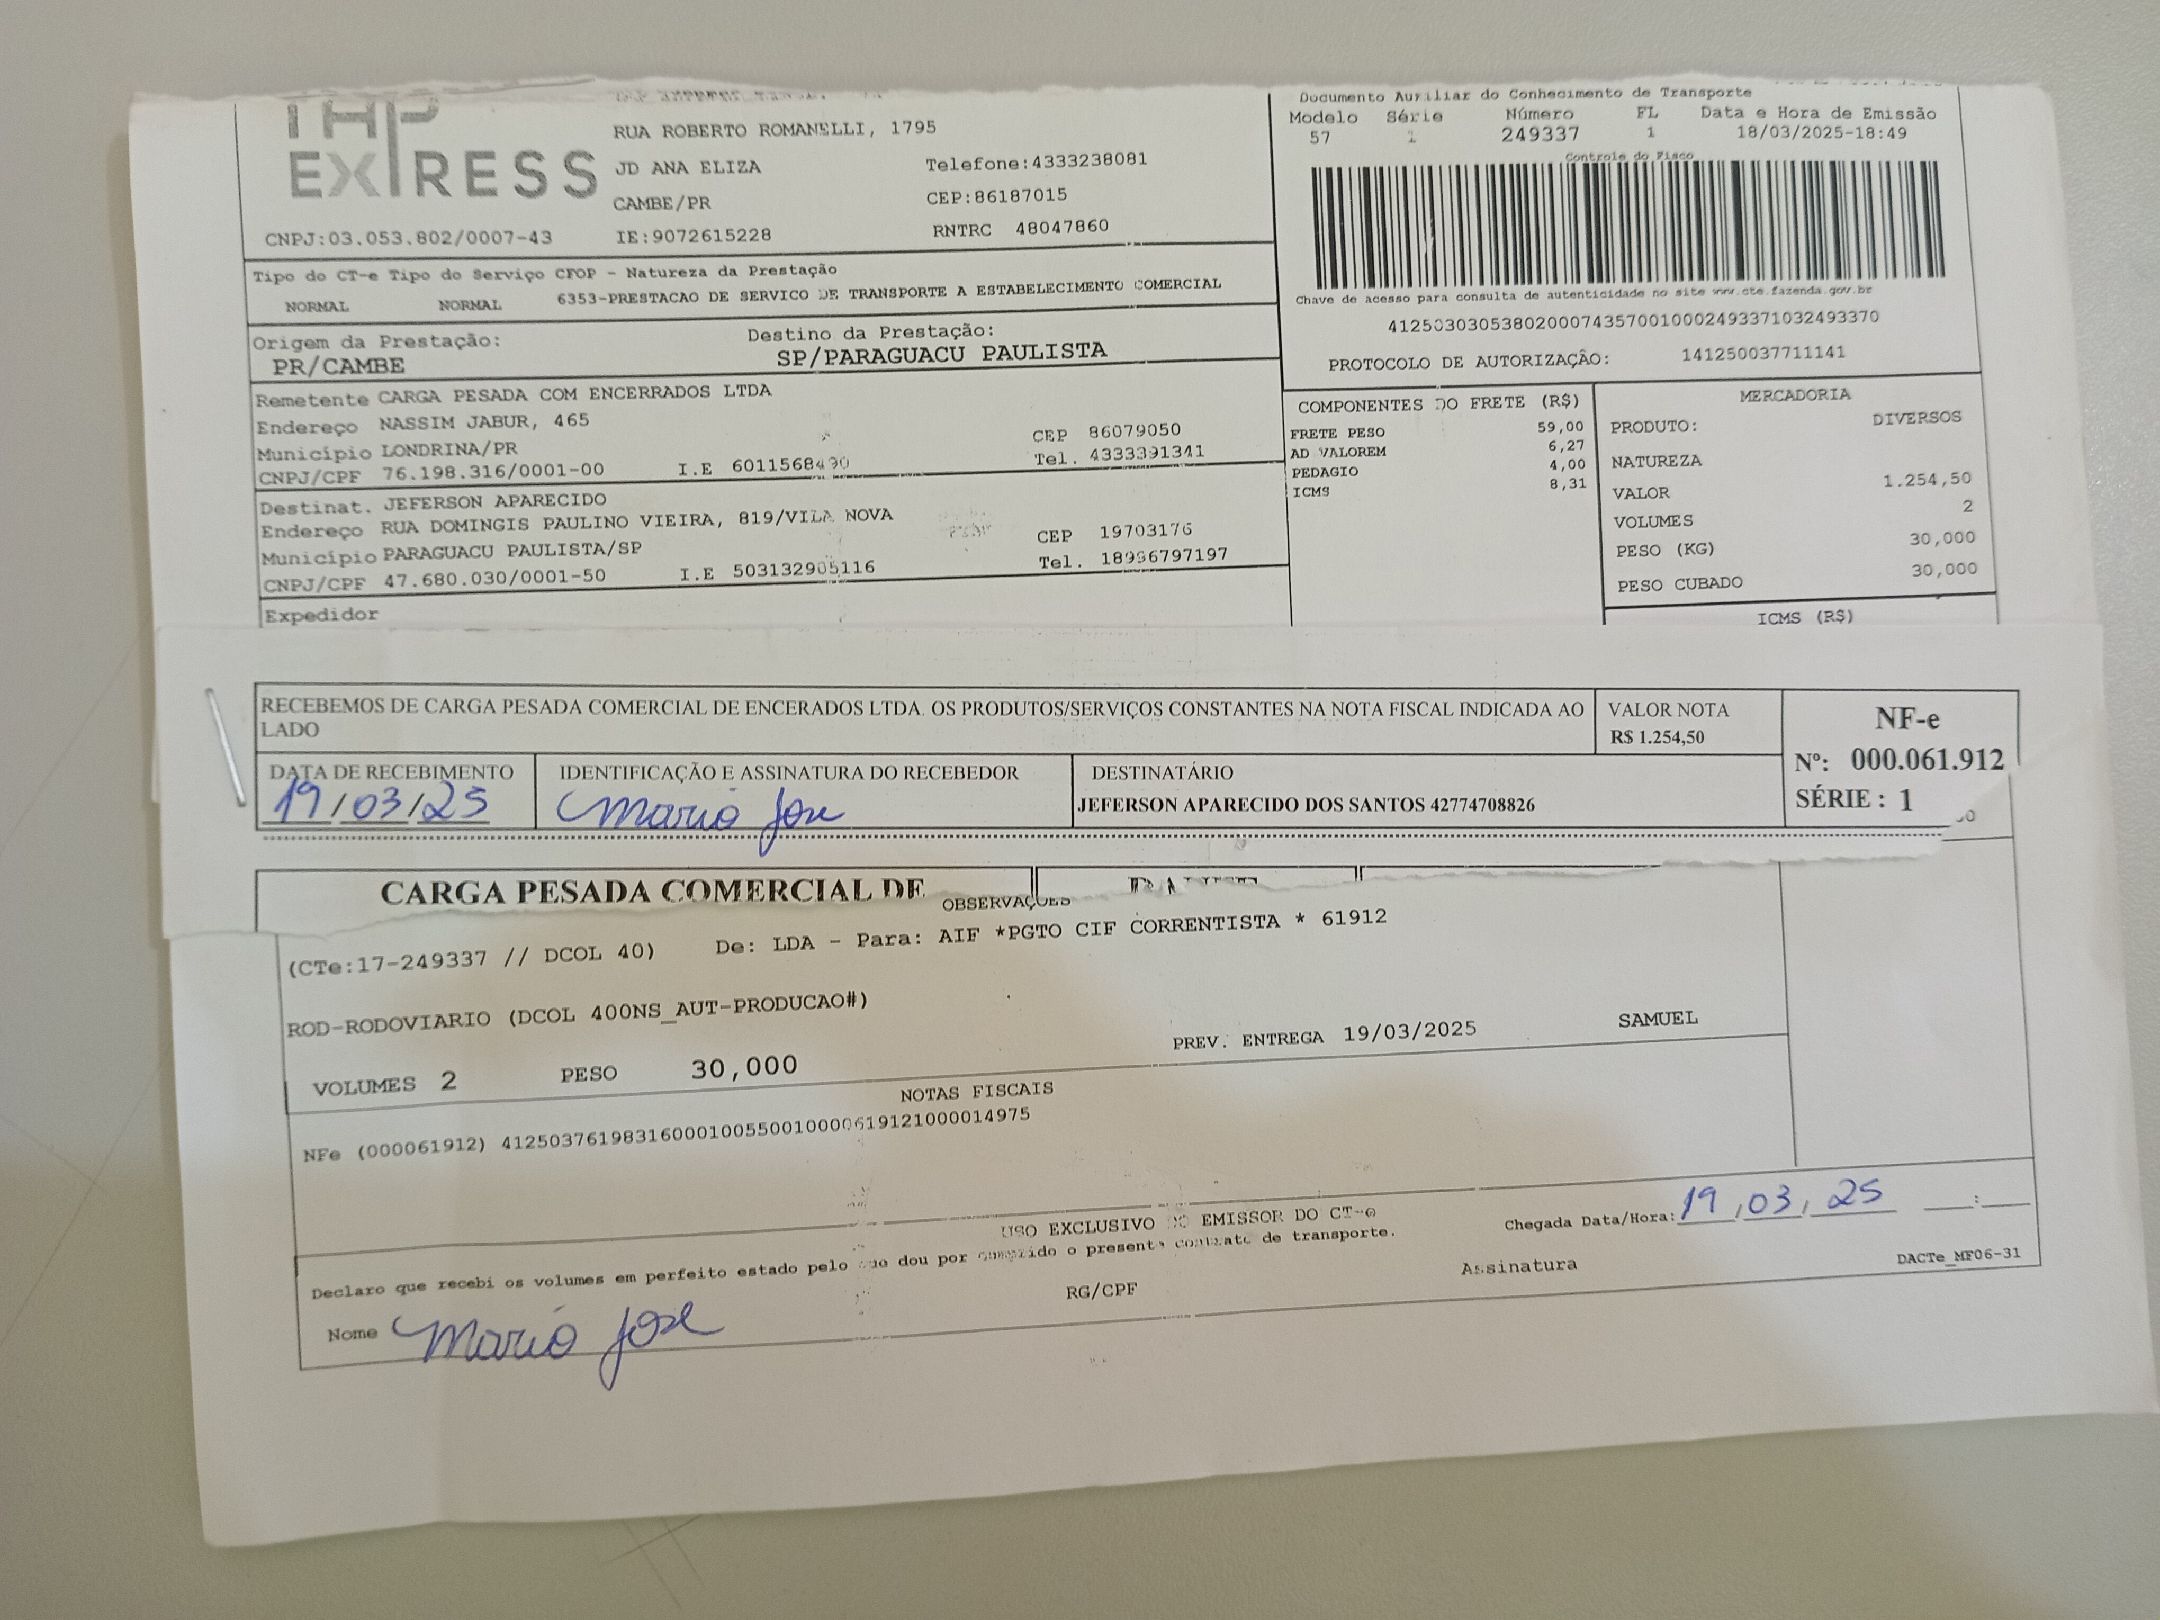 THP
EXPRESS
RUA ROBERTO ROMANELLI, 1795
JD ANA ELIZA Telefone:4333238081
CAMBE/PR CEP:86187015
CNPJ:03.053.802/0007-43 IE:9072615228 RNTRC 48047860
Documento Auxiliar do Conhecimento de Transporte
Modelo Série Número FL Data e Hora de Emissão
57 1 249337 1 18/03/2025-18:49
Controle do Fisco
Chave de acesso para consulta de autenticidade no site www.cte.fazenda.gov.br
41250303053802000743570010002493371032493370
PROTOCOLO DE AUTORIZAÇÃO: 141250037711141
Tipo do CT-e Tipo do Serviço CFOP - Natureza da Prestação
NORMAL NORMAL 6353-PRESTACAO DE SERVICO DE TRANSPORTE A ESTABELECIMENTO COMERCIAL
Origem da Prestação: Destino da Prestação:
PR/CAMBE SP/PARAGUACU PAULISTA
Remetente CARGA PESADA COM ENCERRADOS LTDA
Endereço NASSIM JABUR, 465 CEP 86079050
Município LONDRINA/PR Tel. 4333391341
CNPJ/CPF 76.198.316/0001-00 I.E 6011568490
Destinat. JEFERSON APARECIDO
Endereço RUA DOMINGIS PAULINO VIEIRA, 819/VILA NOVA CEP 19703176
Município PARAGUACU PAULISTA/SP Tel. 18996797197
CNPJ/CPF 47.680.030/0001-50 I.E 503132905116
Expedidor
COMPONENTES DO FRETE (R$)
FRETE PESO 59,00
AD VALOREM 6,27
PEDAGIO 4,00
ICMS 8,31
MERCADORIA
PRODUTO: DIVERSOS
NATUREZA
VALOR 1.254,50
VOLUMES 2
PESO (KG) 30,000
PESO CUBADO 30,000
ICMS (R$)
RECEBEMOS DE CARGA PESADA COMERCIAL DE ENCERADOS LTDA. OS PRODUTOS/SERVIÇOS CONSTANTES NA NOTA FISCAL INDICADA AO
LADO
VALOR NOTA
R$ 1.254,50
NF-e
Nº: 000.061.912
SÉRIE : 1
DATA DE RECEBIMENTO IDENTIFICAÇÃO E ASSINATURA DO RECEBEDOR DESTINATÁRIO
19/03/25 Mario Jose JEFERSON APARECIDO DOS SANTOS 42774708826
CARGA PESADA COMERCIAL DE
OBSERVAÇÕES
(CTe:17-249337 // DCOL 40) De: LDA - Para: AIF *PGTO CIF CORRENTISTA * 61912
ROD-RODOVIARIO (DCOL 400NS_AUT-PRODUCAO#)
PREV. ENTREGA 19/03/2025 SAMUEL
VOLUMES 2 PESO 30,000
NOTAS FISCAIS
NFe (000061912) 41250376198316000100550010000619121000014975
USO EXCLUSIVO DO EMISSOR DO CT-e
Declaro que recebi os volumes em perfeito estado pelo que dou por cumprido o presente contrato de transporte.
Chegada Data/Hora: 19,03,25 :
Nome Mario Jose RG/CPF Assinatura
DACTe_MF06-31